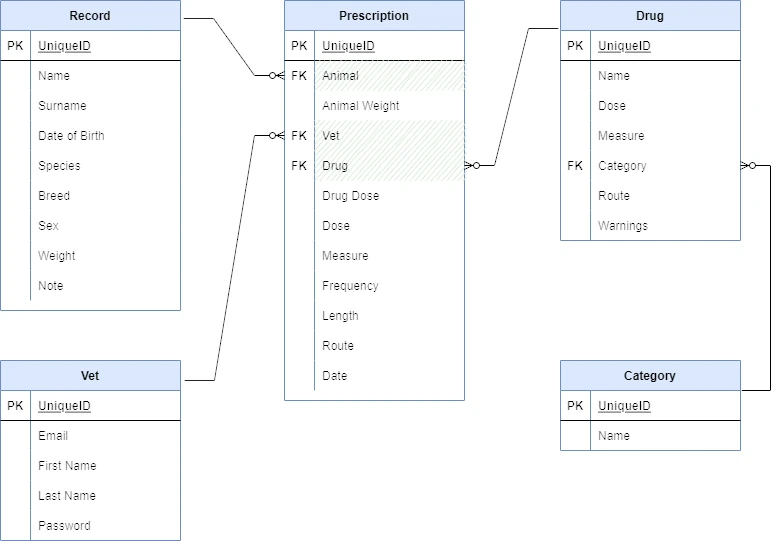 Record
PK UniqueID
Name
Surname
Date of Birth
Species
Breed
Sex
Weight
Note
Prescription
PK UniqueID
FK Animal
Animal Weight
FK Vet
FK Drug
Drug Dose
Dose
Measure
Frequency
Length
Route
Date
Drug
PK UniqueID
Name
Dose
Measure
FK Category
Route
Warnings
Vet
PK UniqueID
Email
First Name
Last Name
Password
Category
PK UniqueID
Name